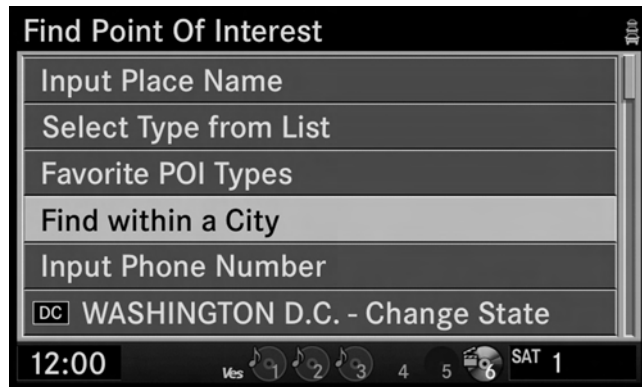 Find Point Of Interest
Input Place Name
Select Type from List
Favorite POI Types
Find within a City
Input Phone Number
DC WASHINGTON D.C. - Change State
12:00 Ves 1 2 3 4 5 6 SAT 1